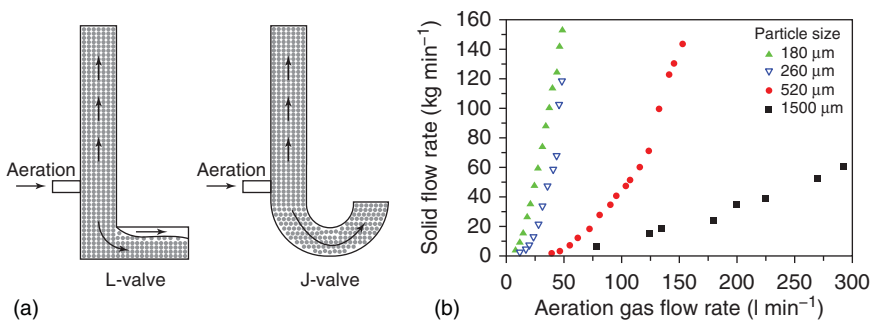 Aeration
Aeration
L-valve
J-valve
(a)
Solid flow rate (kg min−1)
160
140
120
100
80
60
40
20
0
0 50 100 150 200 250 300
Aeration gas flow rate (l min−1)
Particle size
180 μm
260 μm
520 μm
1500 μm
(b)